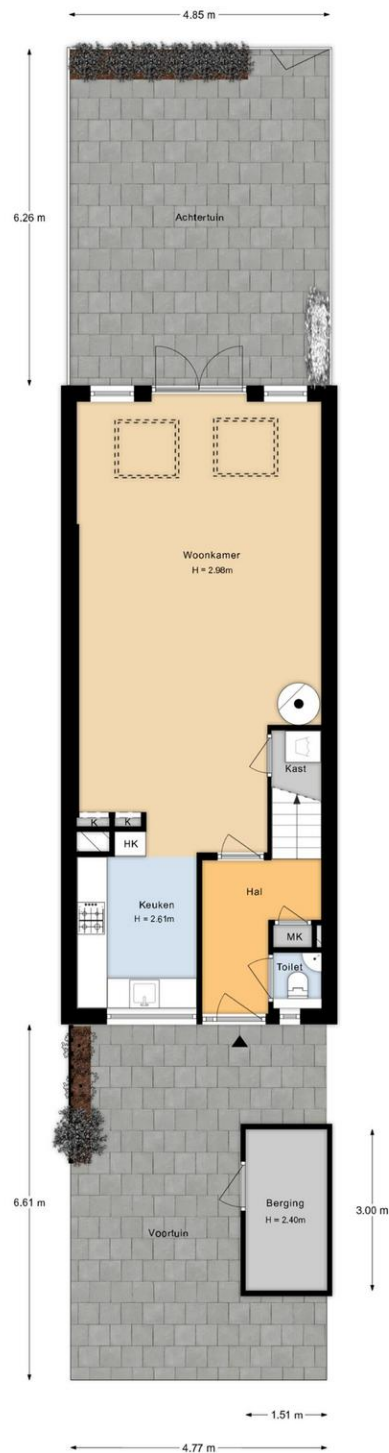 4.85 m
6.26 m
Achtertuin
Woonkamer
H = 2.98m
Kast
K
K
HK
Hal
Keuken
H = 2.61m
MK
Toilet
6.61 m
Berging
H = 2.40m
3.00 m
Voortuin
1.51 m
4.77 m